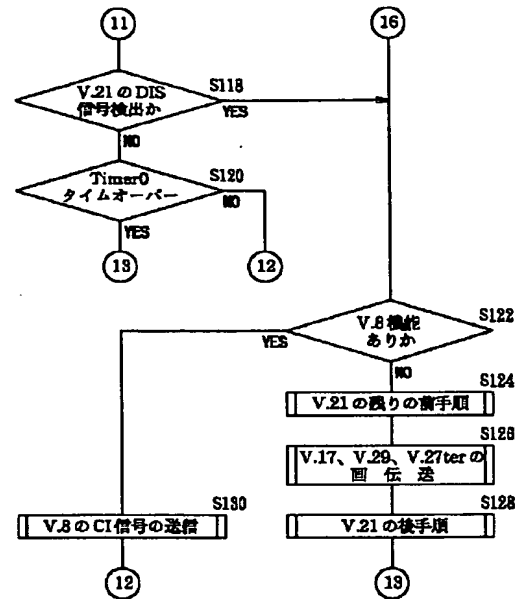 11
16
S118
V.21のDIS
信号検出か
YES
NO
Timer0
S120
タイムオーバー
NO
YES
13
12
S122
V.8機能
ありか
YES
NO
S124
V.21の残りの前手順
S126
V.17、V.29、V.27terの
画 伝 送
S130
S128
V.8のCI信号の送信
V.21の後手順
12
13